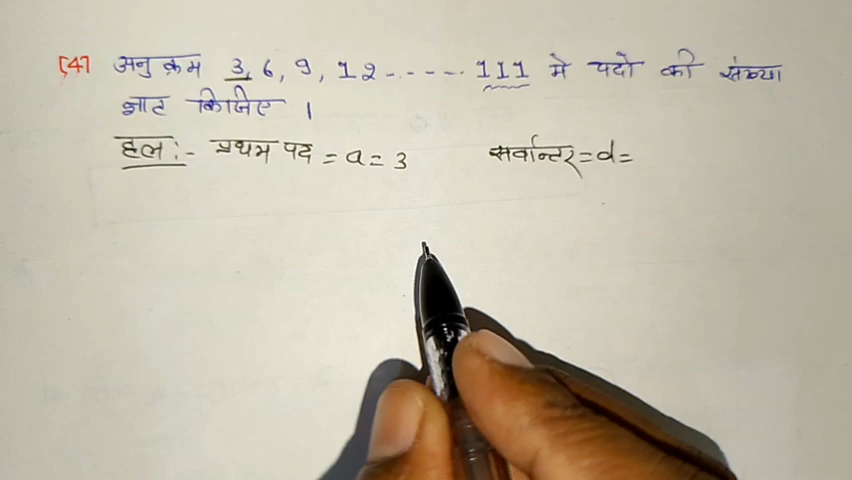 (4) अनुक्रम 3, 6, 9, 12------ 111 मे पदो की संख्या
ज्ञात किजिए ।
हल :- प्रथम पद = a = 3 सर्वान्तर = d =